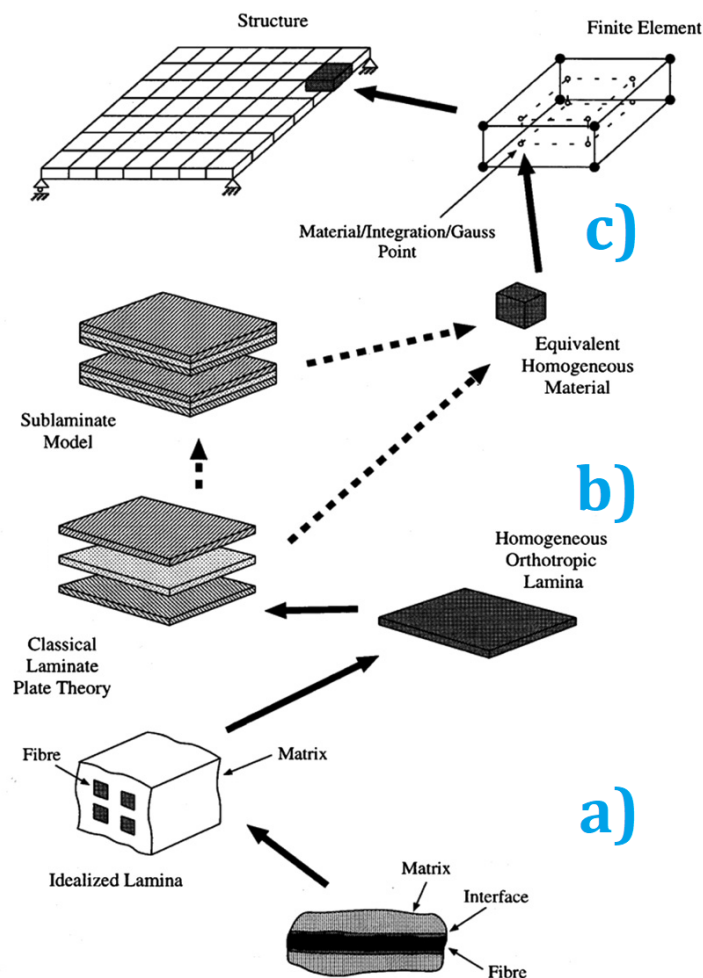 Structure
Finite Element
Material/Integration/Gauss
Point
c)
Equivalent
Homogeneous
Material
Sublaminate
Model
b)
Homogeneous
Orthotropic
Lamina
Classical
Laminate
Plate Theory
Fibre
Matrix
a)
Idealized Lamina
Matrix
Interface
Fibre